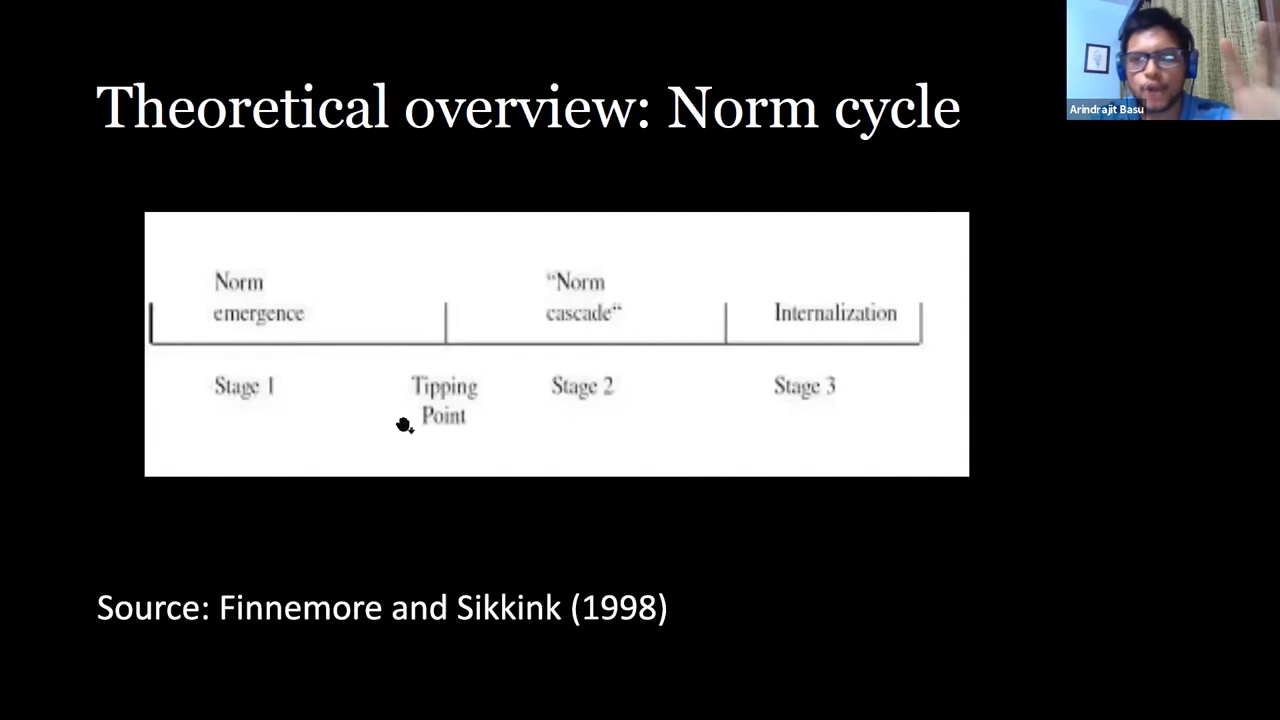 Theoretical overview: Norm cycle
Arindrajit Basu
Norm
emergence
“Norm
cascade“
Internalization
Stage 1
Tipping
Point
Stage 2
Stage 3
Source: Finnemore and Sikkink (1998)